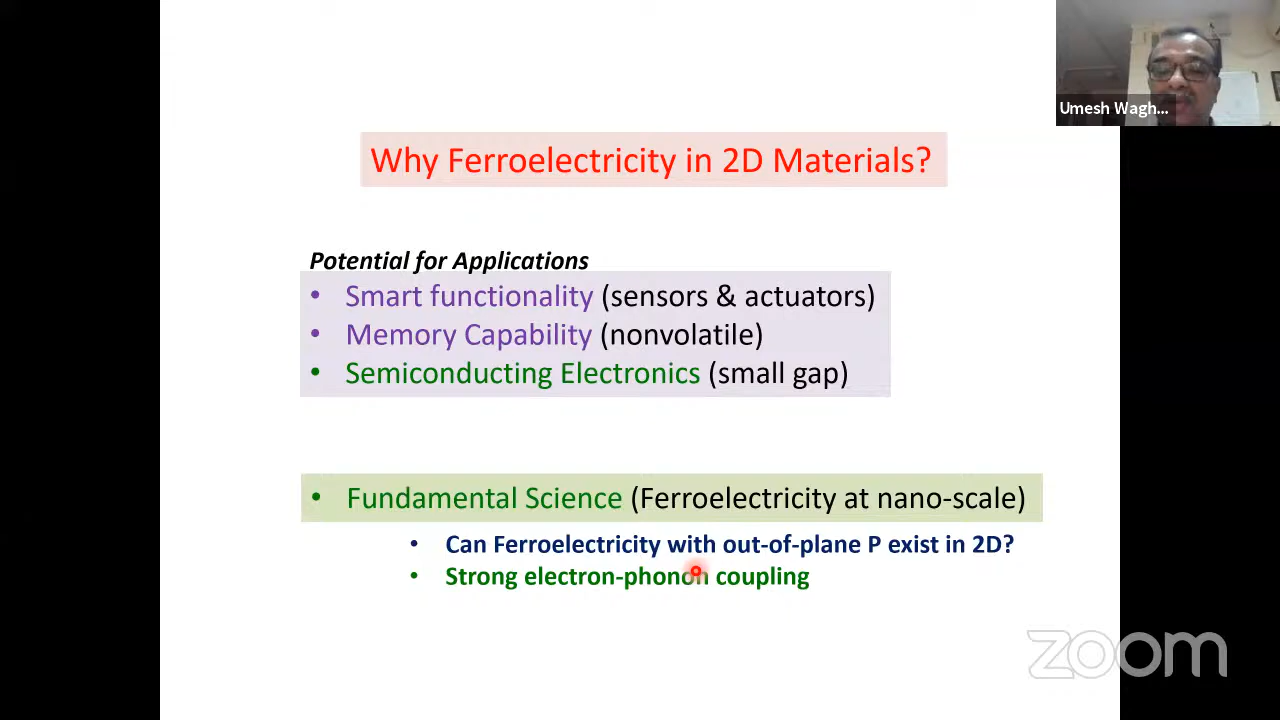 Umesh Wagh...
Why Ferroelectricity in 2D Materials?
Potential for Applications
• Smart functionality (sensors & actuators)
• Memory Capability (nonvolatile)
• Semiconducting Electronics (small gap)
• Fundamental Science (Ferroelectricity at nano-scale)
• Can Ferroelectricity with out-of-plane P exist in 2D?
• Strong electron-phonon coupling
zoom